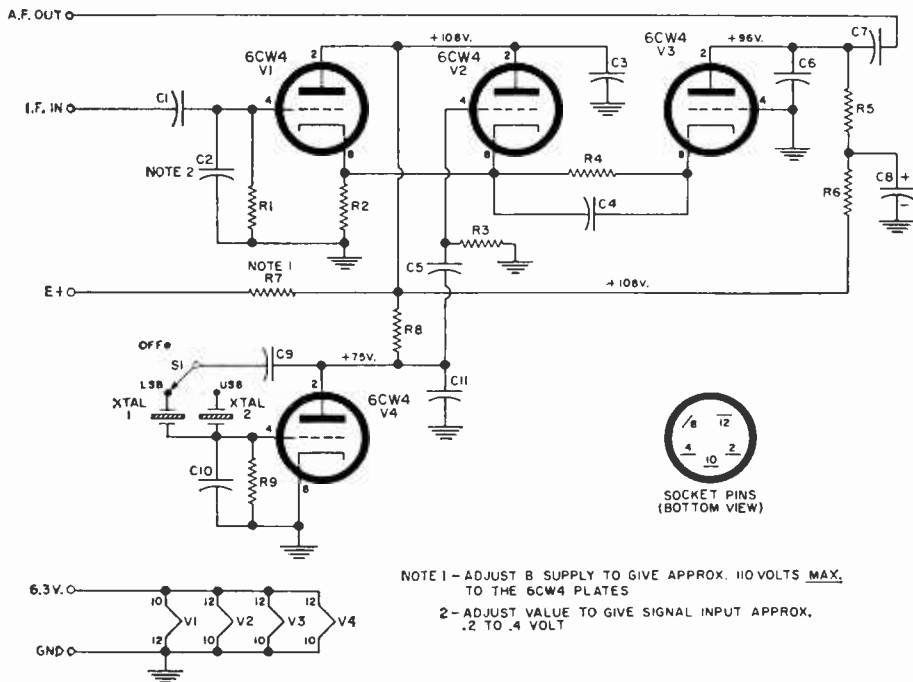 A.F. OUT
+108V.
+96V.
C7
6CW4
V1
6CW4
V2
6CW4
V3
2
2
2
C3
C6
C1
I.F. IN
4
4
4
R5
C2
NOTE 2
8
8
8
R4
C8
+
-
R6
R1
R2
C4
R3
C5
NOTE 1
R7
E+
+108V.
R8
OFF
S1
C9
+75V.
LSB
USB
2
C11
6CW4
V4
XTAL
1
XTAL
2
4
8
12
4
2
10
C10
R9
8
SOCKET PINS
(BOTTOM VIEW)
NOTE 1 - ADJUST B SUPPLY TO GIVE APPROX. 110 VOLTS MAX.
TO THE 6CW4 PLATES
2 - ADJUST VALUE TO GIVE SIGNAL INPUT APPROX.
.2 TO .4 VOLT
6.3V.
10
12
12
12
V1
V2
V3
V4
12
10
10
10
GND